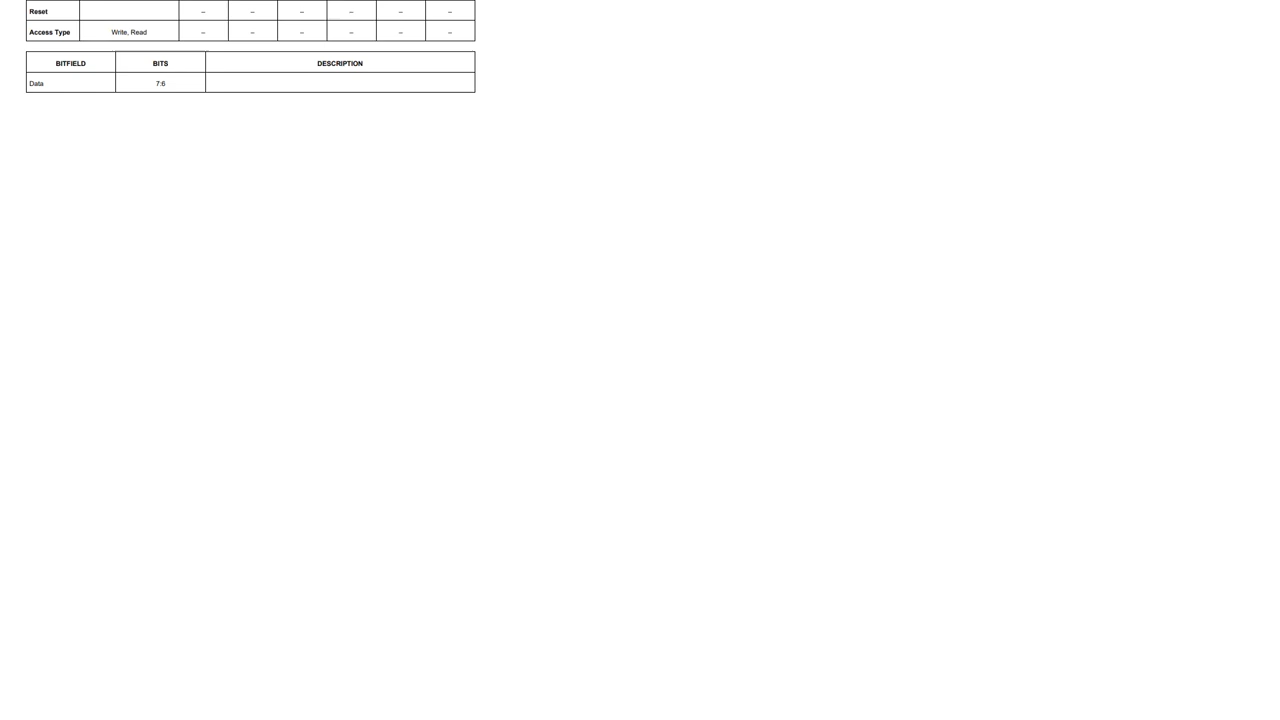 Reset – – – – – –
Access Type Write, Read – – – – – –
BITFIELD BITS DESCRIPTION
Data 7:6